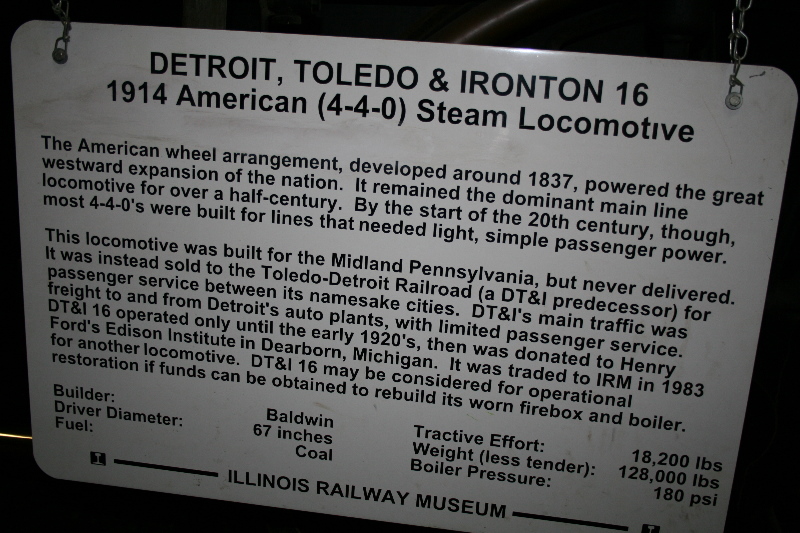 DETROIT, TOLEDO & IRONTON 16
1914 American (4-4-0) Steam Locomotive
The American wheel arrangement, developed around 1837, powered the great
westward expansion of the nation. It remained the dominant main line
locomotive for over a half-century. By the start of the 20th century, though,
most 4-4-0's were built for lines that needed light, simple passenger power.
This locomotive was built for the Midland Pennsylvania, but never delivered.
It was instead sold to the Toledo-Detroit Railroad (a DT&I predecessor) for
passenger service between its namesake cities. DT&I's main traffic was
freight to and from Detroit's auto plants, with limited passenger service.
DT&I 16 operated only until the early 1920's, then was donated to Henry
Ford's Edison Institute in Dearborn, Michigan. It was traded to IRM in 1983
for another locomotive. DT&I 16 may be considered for operational
restoration if funds can be obtained to rebuild its worn firebox and boiler.
Builder: Baldwin
Driver Diameter: 67 inches
Fuel: Coal
Tractive Effort: 18,200 lbs
Weight (less tender): 128,000 lbs
Boiler Pressure: 180 psi
ILLINOIS RAILWAY MUSEUM